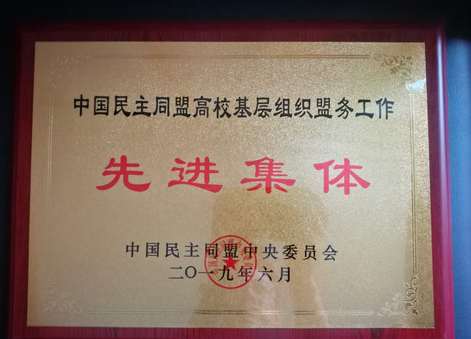 中国民主同盟高校基层组织盟务工作
先进集体
中国民主同盟中央委员会
二〇一九年六月